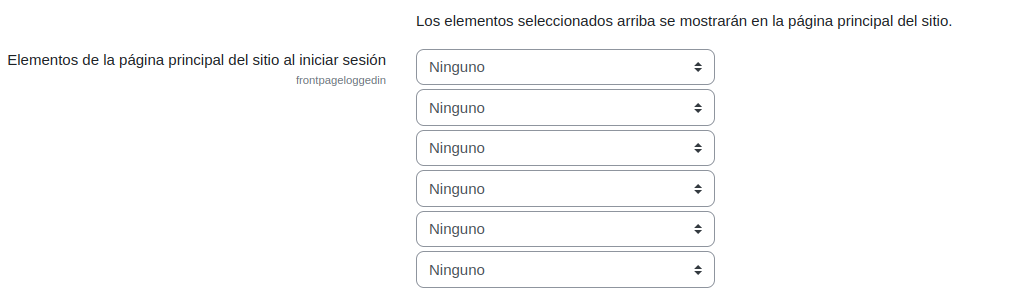 Los elementos seleccionados arriba se mostrarán en la página principal del sitio.
Elementos de la página principal del sitio al iniciar sesión
frontpageloggedin
Ninguno
Ninguno
Ninguno
Ninguno
Ninguno
Ninguno